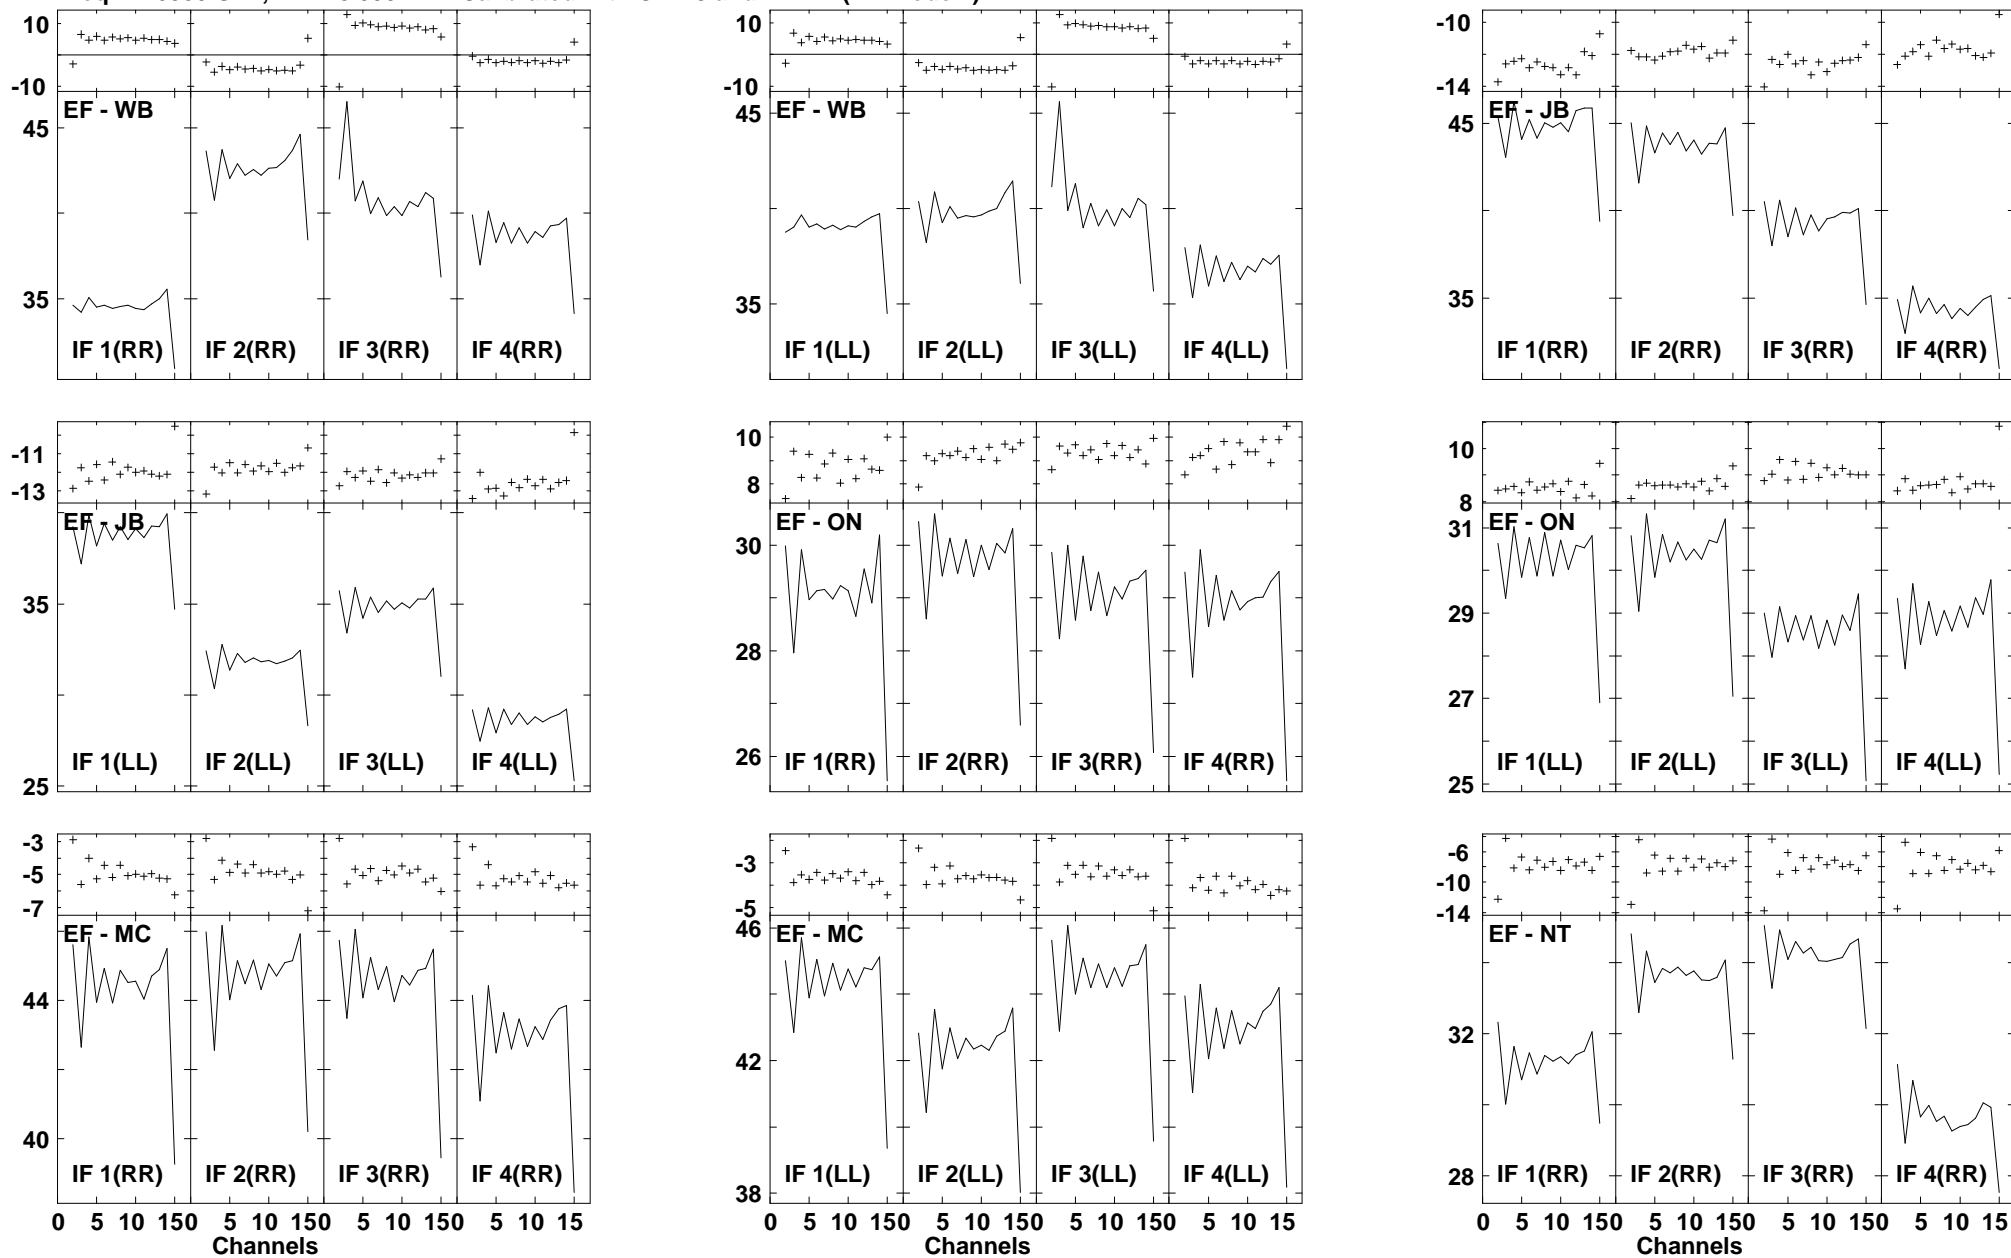 10
-10
EF - WB
45
35
IF 1(RR) IF 2(RR) IF 3(RR) IF 4(RR)
10
-10
EF - WB
45
35
IF 1(LL) IF 2(LL) IF 3(LL) IF 4(LL)
-10
-14
EF - JB
45
35
IF 1(RR) IF 2(RR) IF 3(RR) IF 4(RR)
-11
-13
EF - JB
35
25
IF 1(LL) IF 2(LL) IF 3(LL) IF 4(LL)
10
8
EF - ON
30
28
26
IF 1(RR) IF 2(RR) IF 3(RR) IF 4(RR)
10
8
EF - ON
31
29
27
25
IF 1(LL) IF 2(LL) IF 3(LL) IF 4(LL)
-3
-5
-7
EF - MC
44
40
IF 1(RR) IF 2(RR) IF 3(RR) IF 4(RR)
0 5 10 150 5 10 150 5 10 150 5 10 15
Channels
-3
-5
EF - MC
46
42
38
IF 1(LL) IF 2(LL) IF 3(LL) IF 4(LL)
0 5 10 150 5 10 150 5 10 150 5 10 15
Channels
-6
-10
-14
EF - NT
32
28
IF 1(RR) IF 2(RR) IF 3(RR) IF 4(RR)
0 5 10 150 5 10 150 5 10 150 5 10 15
Channels